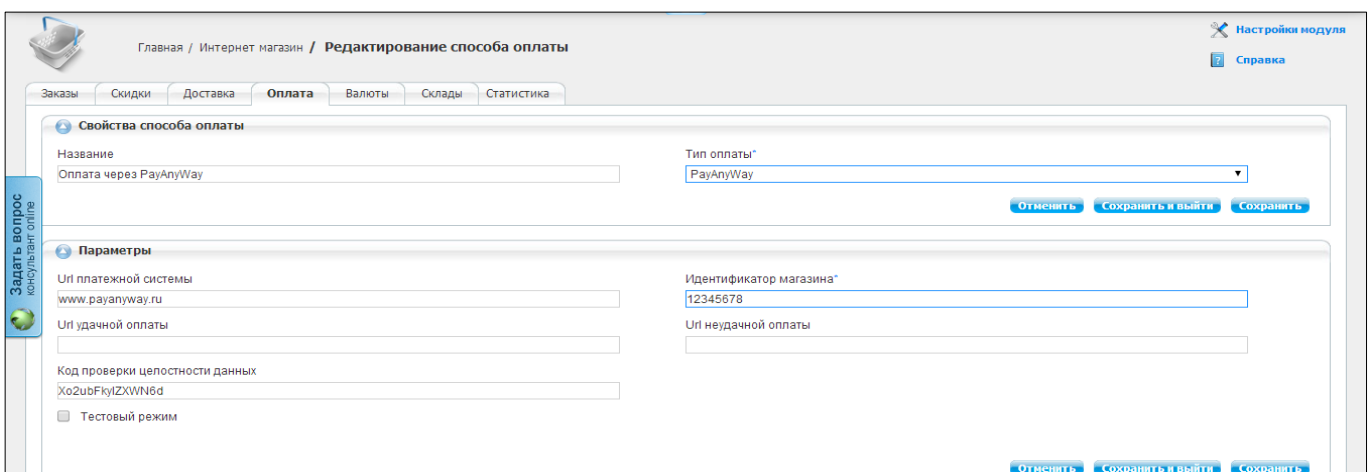 Настройки модуля
Главная / Интернет магазин / Редактирование способа оплаты
Справка
Заказы Скидки Доставка Оплата Валюты Склады Статистика
Свойства способа оплаты
Название Тип оплаты*
Оплата через PayAnyWay PayAnyWay
Отменить Сохранить и выйти Сохранить
Задать вопрос
консультант online
Параметры
Url платежной системы Идентификатор магазина*
www.payanyway.ru 12345678
Url удачной оплаты Url неудачной оплаты
Код проверки целостности данных
Xo2ubFkylZXWN6d
Тестовый режим
Отменить Сохранить и выйти Сохранить